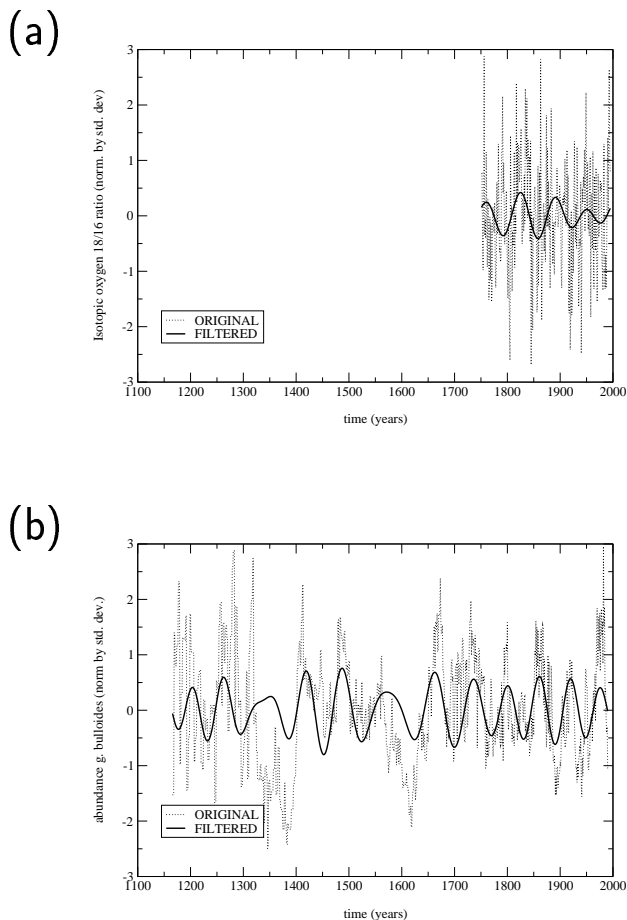 (a)
3
2
1
0
-1
-2
-3
Isotopic oxygen 18/16 ratio (norm. by std. dev)
ORIGINAL
FILTERED
1100 1200 1300 1400 1500 1600 1700 1800 1900 2000
time (years)
(b)
3
2
1
0
-1
-2
-3
abundance g. bulloides (norm by std. dev.)
ORIGINAL
FILTERED
1100 1200 1300 1400 1500 1600 1700 1800 1900 2000
time (years)